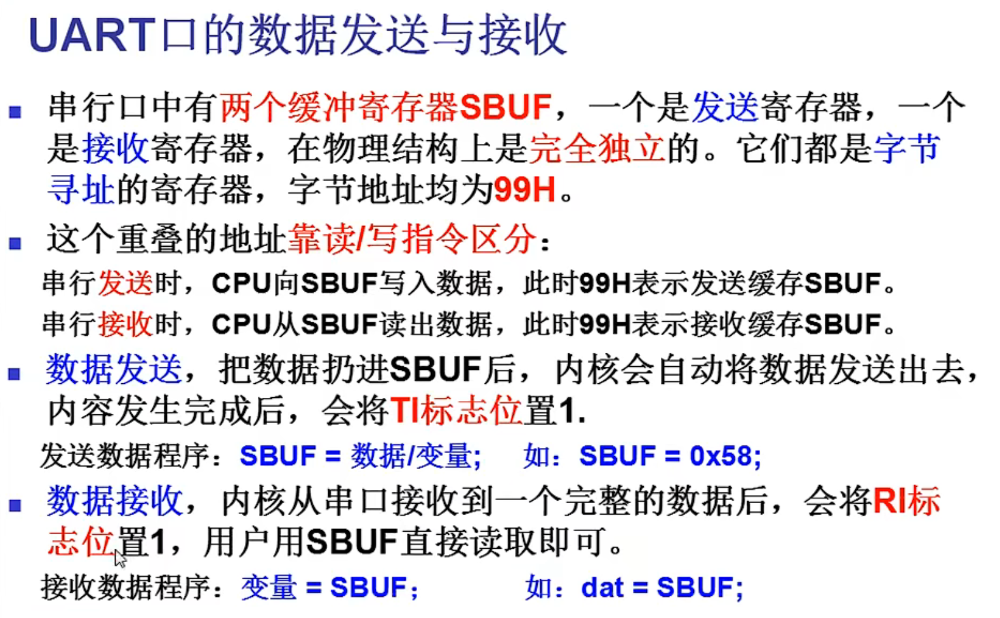 UART口的数据发送与接收
串行口中有两个缓冲寄存器SBUF，一个是发送寄存器，一个
是接收寄存器，在物理结构上是完全独立的。它们都是字节
寻址的寄存器，字节地址均为99H。
这个重叠的地址靠读/写指令区分：
串行发送时，CPU向SBUF写入数据，此时99H表示发送缓存SBUF。
串行接收时，CPU从SBUF读出数据，此时99H表示接收缓存SBUF。
数据发送，把数据扔进SBUF后，内核会自动将数据发送出去，
内容发生完成后，会将TI标志位置1.
发送数据程序：SBUF = 数据/变量; 如：SBUF = 0x58;
数据接收，内核从串口接收到一个完整的数据后，会将RI标
志位置1，用户用SBUF直接读取即可。
接收数据程序：变量 = SBUF； 如：dat = SBUF;